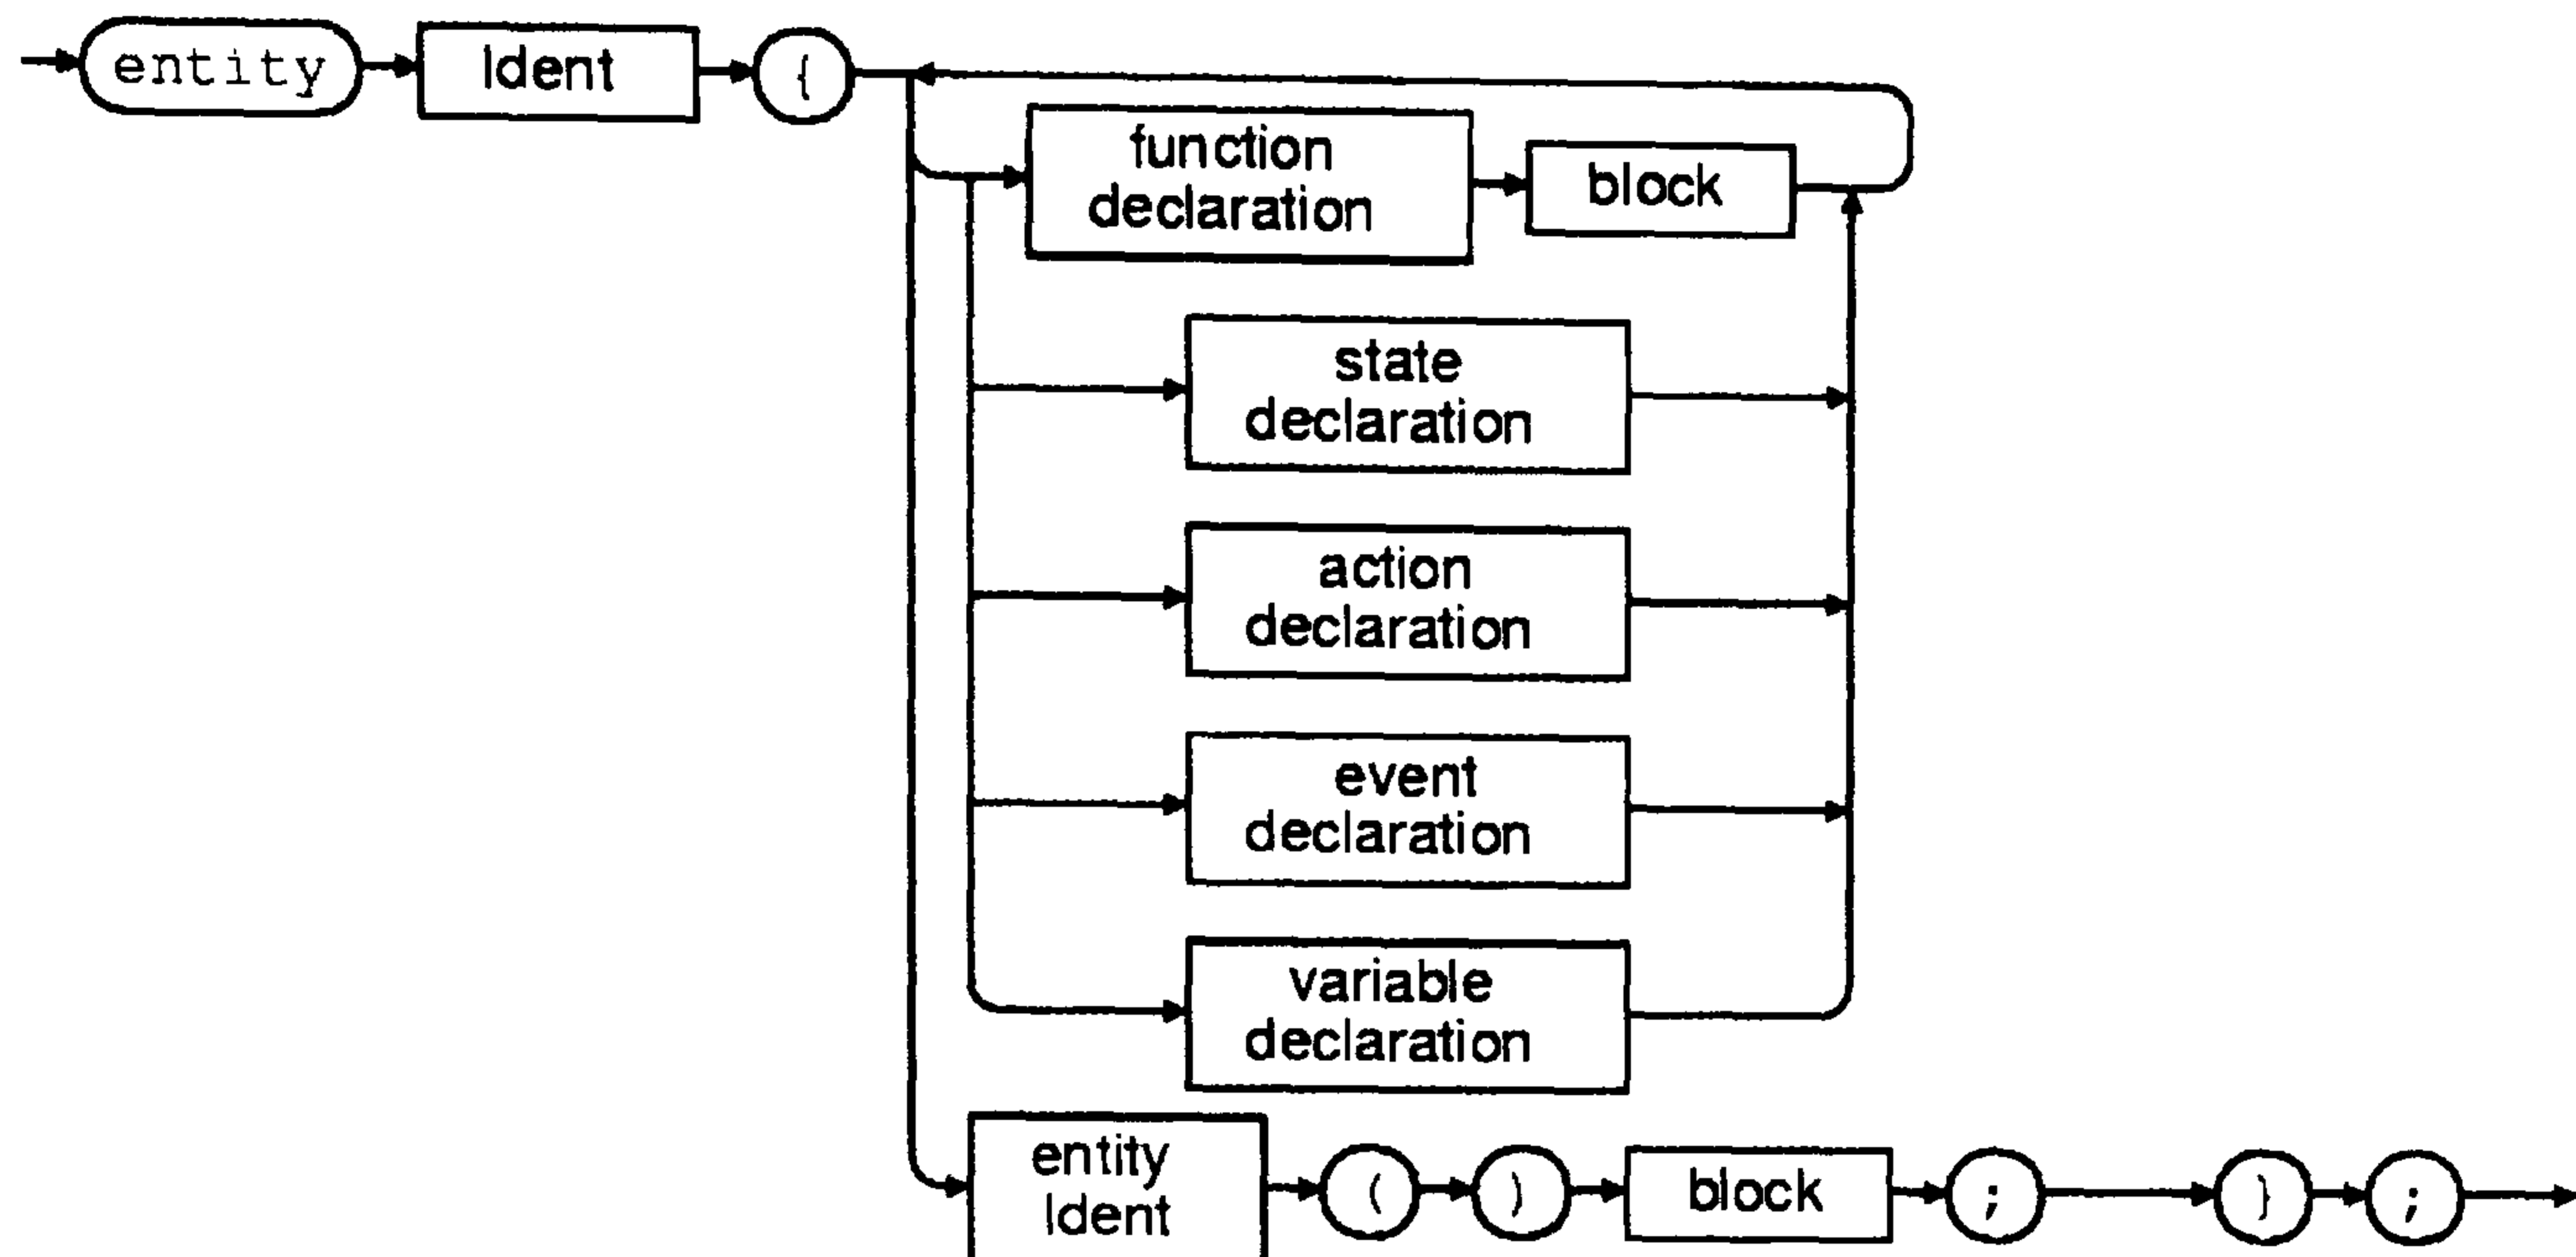 entity Ident {
function
declaration
block
state
declaration
action
declaration
event
declaration
variable
declaration
entity
Ident
( ) block ; } ;